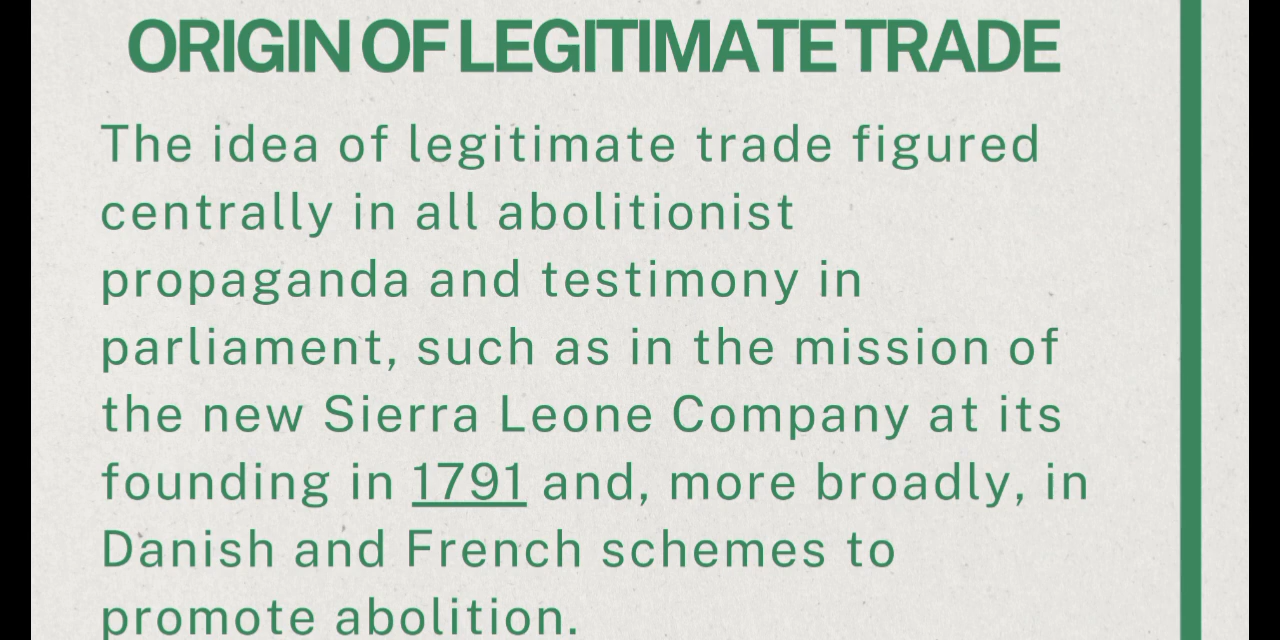 ORIGIN OF LEGITIMATE TRADE
The idea of legitimate trade figured
centrally in all abolitionist
propaganda and testimony in
parliament, such as in the mission of
the new Sierra Leone Company at its
founding in 1791 and, more broadly, in
Danish and French schemes to
promote abolition.